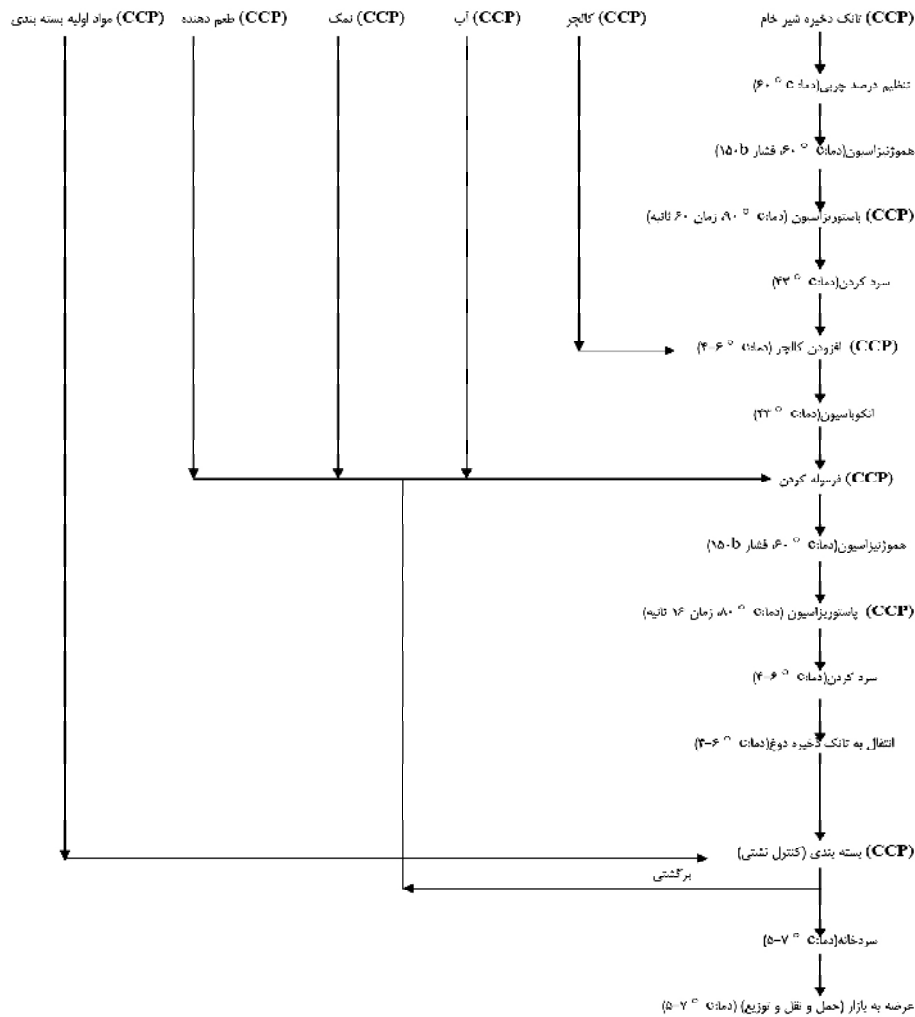 تانک ذخیره شیر خام (CCP)
کالچر (CCP)
آب (CCP)
نمک (CCP)
طعم دهنده (CCP)
مواد اولیه بسته بندی (CCP)
تنظیم درصد چربی(دما:۶۰ ° c)
هموژنیزاسیون(دما:۶۰ ° c، فشار ۱۵۰b)
پاستوریزاسیون (دما:۹۰ ° c، زمان ۶۰ ثانیه) (CCP)
سرد کردن(دما:۴۳ ° c)
افزودن کالچر (دما:۴-۶ ° c) (CCP)
انکوباسیون(دما:۴۳ ° c)
فرموله کردن (CCP)
هموژنیزاسیون(دما:۶۰ ° c، فشار ۱۵۰b)
پاستوریزاسیون (دما:۸۰ ° c، زمان ۱۶ ثانیه) (CCP)
سرد کردن(دما:۴-۶ ° c)
انتقال به تانک ذخیره دوغ(دما:۴-۶ ° c)
بسته بندی (کنترل نشتی) (CCP)
برگشتی
سردخانه(دما:۵-۷ ° c)
عرضه به بازار (حمل و نقل و توزیع) (دما:۵-۷ ° c)